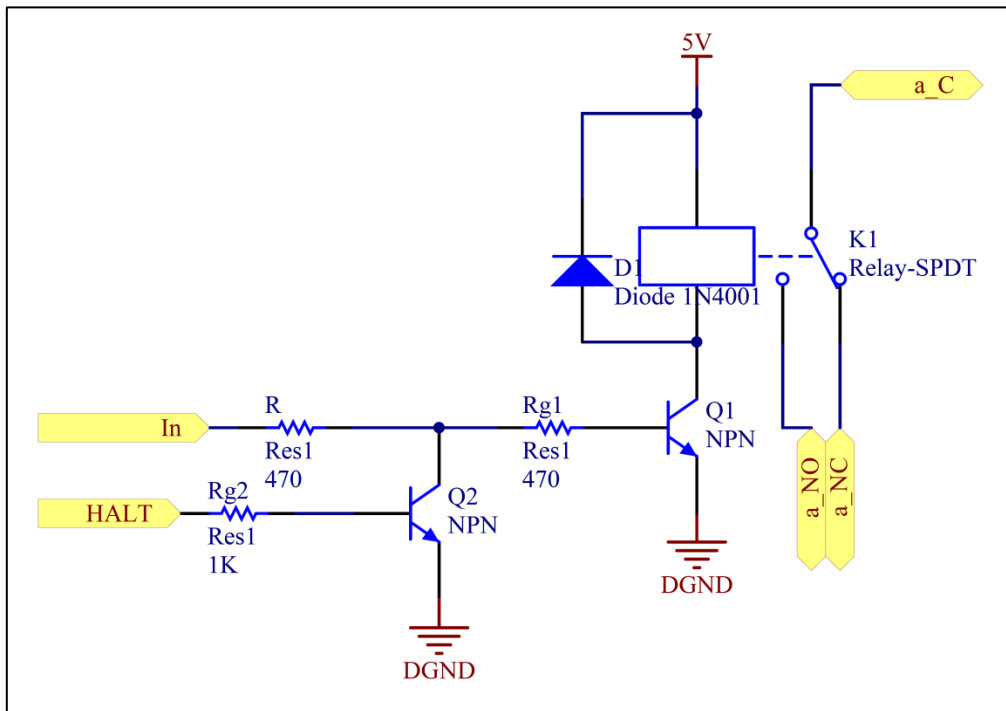 5V
a_C
K1
Relay-SPDT
D1
Diode 1N4001
In
R
Res1
470
Rg1
Res1
470
Q1
NPN
HALT
Rg2
Res1
1K
Q2
NPN
a_NO
a_NC
DGND
DGND